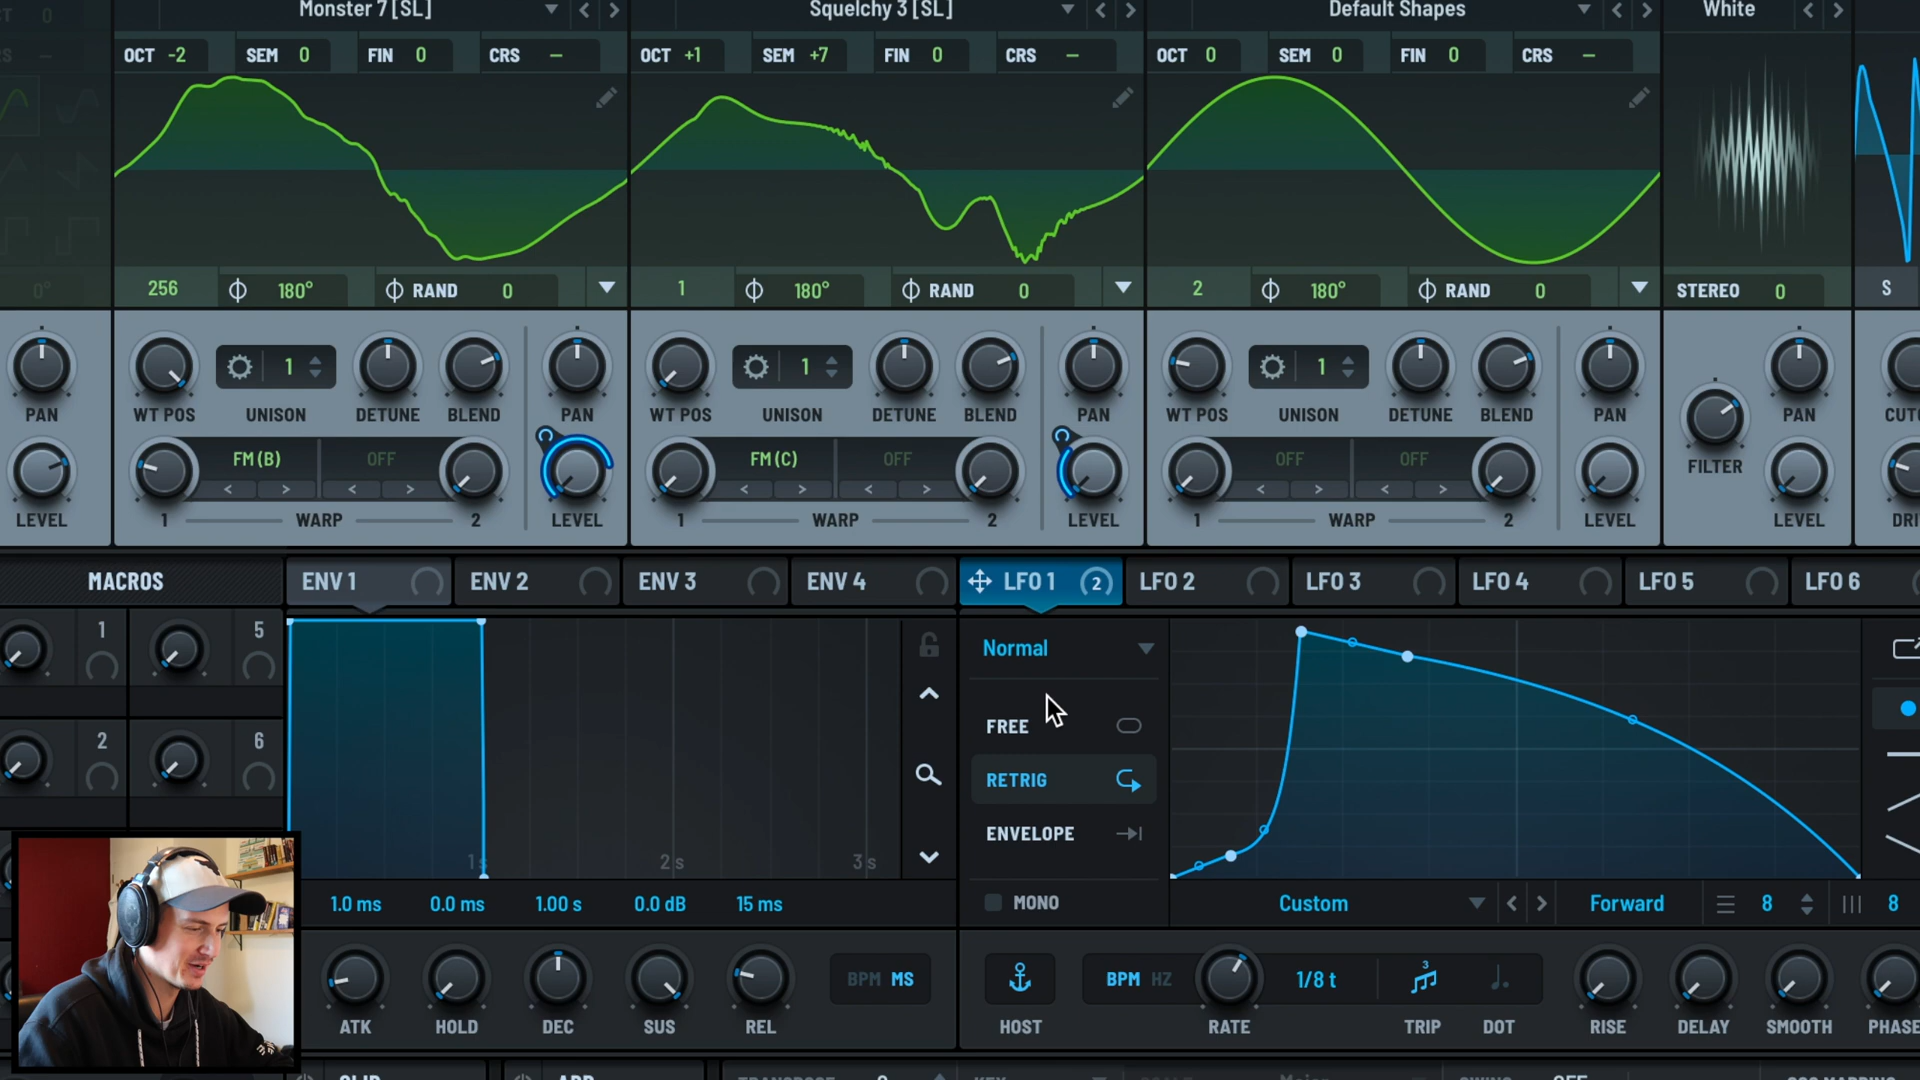 Monster 7 [SL]
Squelchy 3 [SL]
Default Shapes
White
OCT -2 SEM 0 FIN 0 CRS –
OCT +1 SEM +7 FIN 0 CRS –
OCT 0 SEM 0 FIN 0 CRS –
0°
256 180° RAND 0
1 180° RAND 0
2 180° RAND 0
STEREO 0
S
PAN
WT POS 1 UNISON DETUNE BLEND PAN
WT POS 1 UNISON DETUNE BLEND PAN
WT POS 1 UNISON DETUNE BLEND PAN
FILTER PAN
LEVEL
FM (B) OFF
1 WARP 2 LEVEL
FM (C) OFF
1 WARP 2 LEVEL
OFF OFF
1 WARP 2 LEVEL
LEVEL
MACROS ENV 1 ENV 2 ENV 3 ENV 4 LFO 1 2 LFO 2 LFO 3 LFO 4 LFO 5 LFO 6
1 5
2 6
1 s 2 s 3 s
1.0 ms 0.0 ms 1.00 s 0.0 dB 15 ms
ATK HOLD DEC SUS REL
BPM MS
Normal
FREE
RETRIG
ENVELOPE
MONO
Custom Forward 8 8
HOST
BPM HZ
RATE
1/8 t
3
TRIP DOT
RISE DELAY SMOOTH PHASE